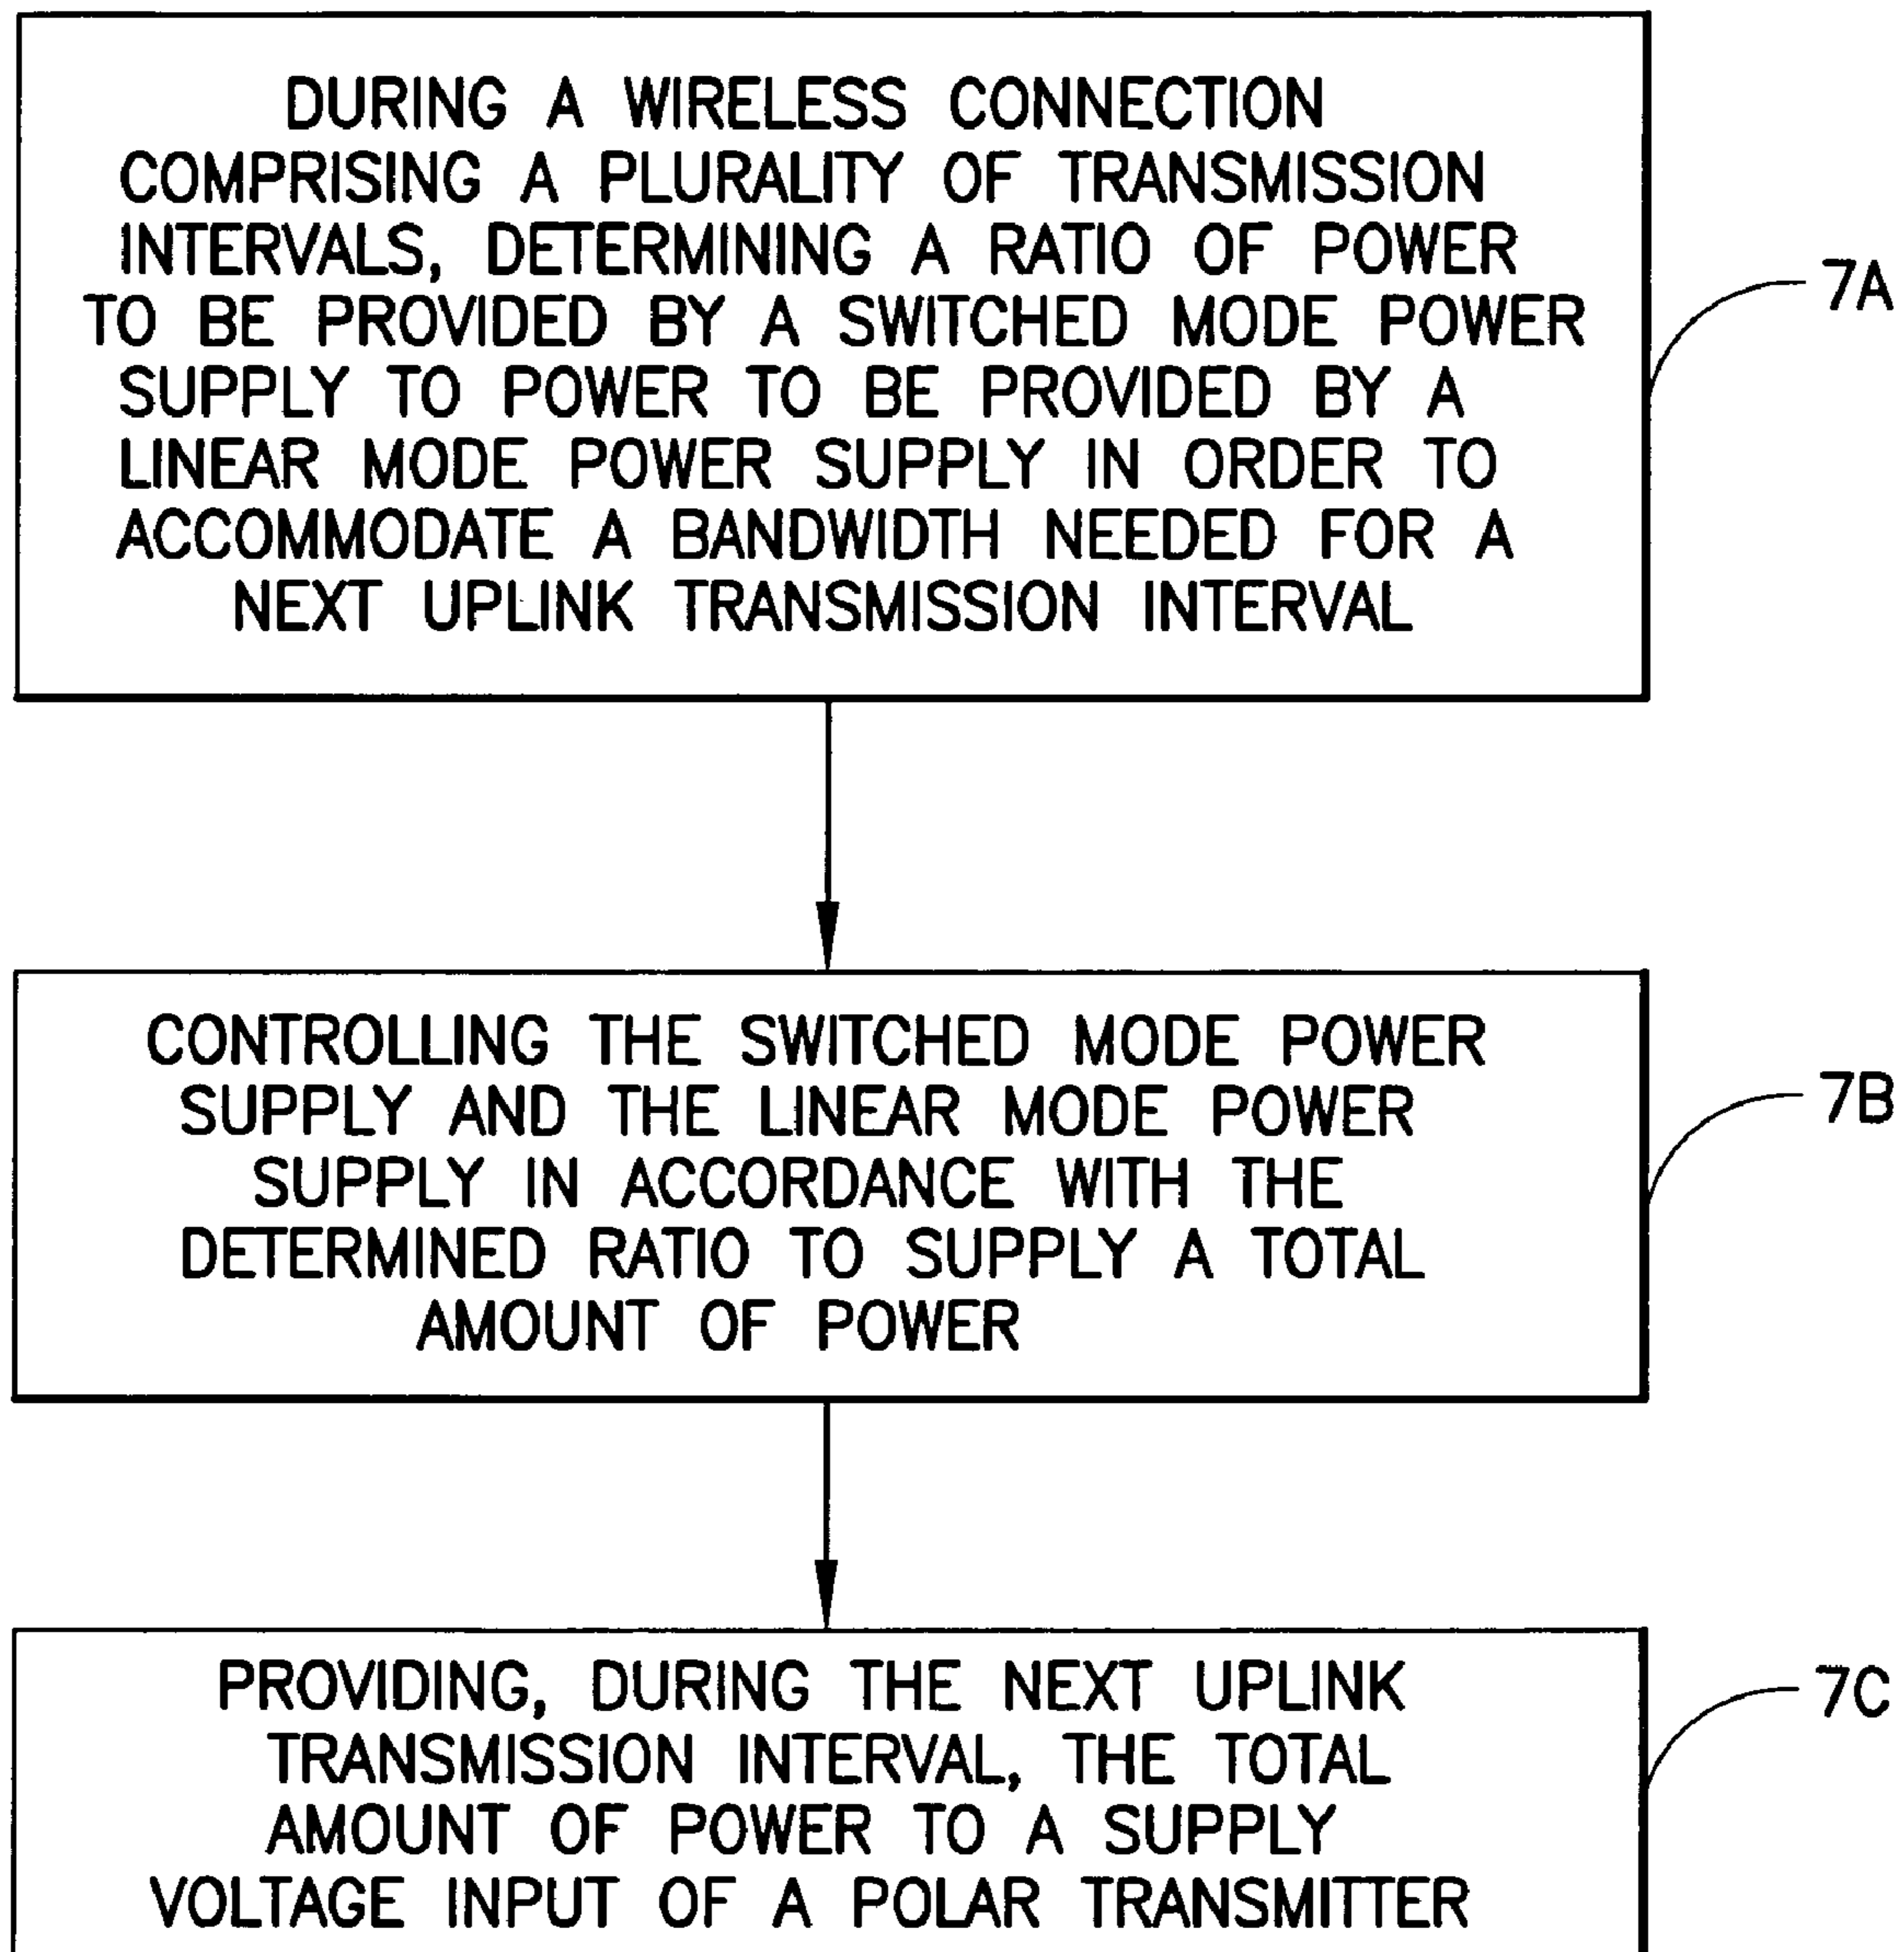 DURING A WIRELESS CONNECTION
COMPRISING A PLURALITY OF TRANSMISSION
INTERVALS, DETERMINING A RATIO OF POWER
TO BE PROVIDED BY A SWITCHED MODE POWER
SUPPLY TO POWER TO BE PROVIDED BY A
LINEAR MODE POWER SUPPLY IN ORDER TO
ACCOMMODATE A BANDWIDTH NEEDED FOR A
NEXT UPLINK TRANSMISSION INTERVAL
7A
CONTROLLING THE SWITCHED MODE POWER
SUPPLY AND THE LINEAR MODE POWER
SUPPLY IN ACCORDANCE WITH THE
DETERMINED RATIO TO SUPPLY A TOTAL
AMOUNT OF POWER
7B
PROVIDING, DURING THE NEXT UPLINK
TRANSMISSION INTERVAL, THE TOTAL
AMOUNT OF POWER TO A SUPPLY
VOLTAGE INPUT OF A POLAR TRANSMITTER
7C